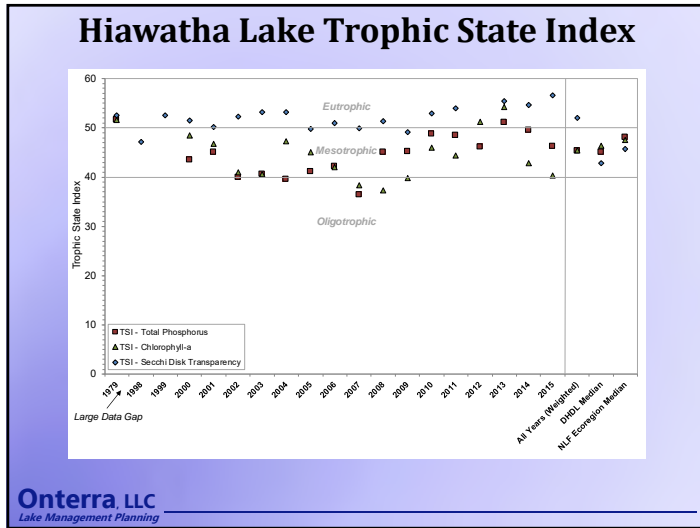 Hiawatha Lake Trophic State Index
60
50
40
30
20
10
0
Trophic State Index
Eutrophic
Mesotrophic
Oligotrophic
TSI - Total Phosphorus
TSI - Chlorophyll-a
TSI - Secchi Disk Transparency
1979
1998
1999
2000
2001
2002
2003
2004
2005
2006
2007
2008
2009
2010
2011
2012
2013
2014
2015
All Years (Weighted)
DHDL Median
NLF Ecoregion Median
Large Data Gap
Onterra, LLC
Lake Management Planning